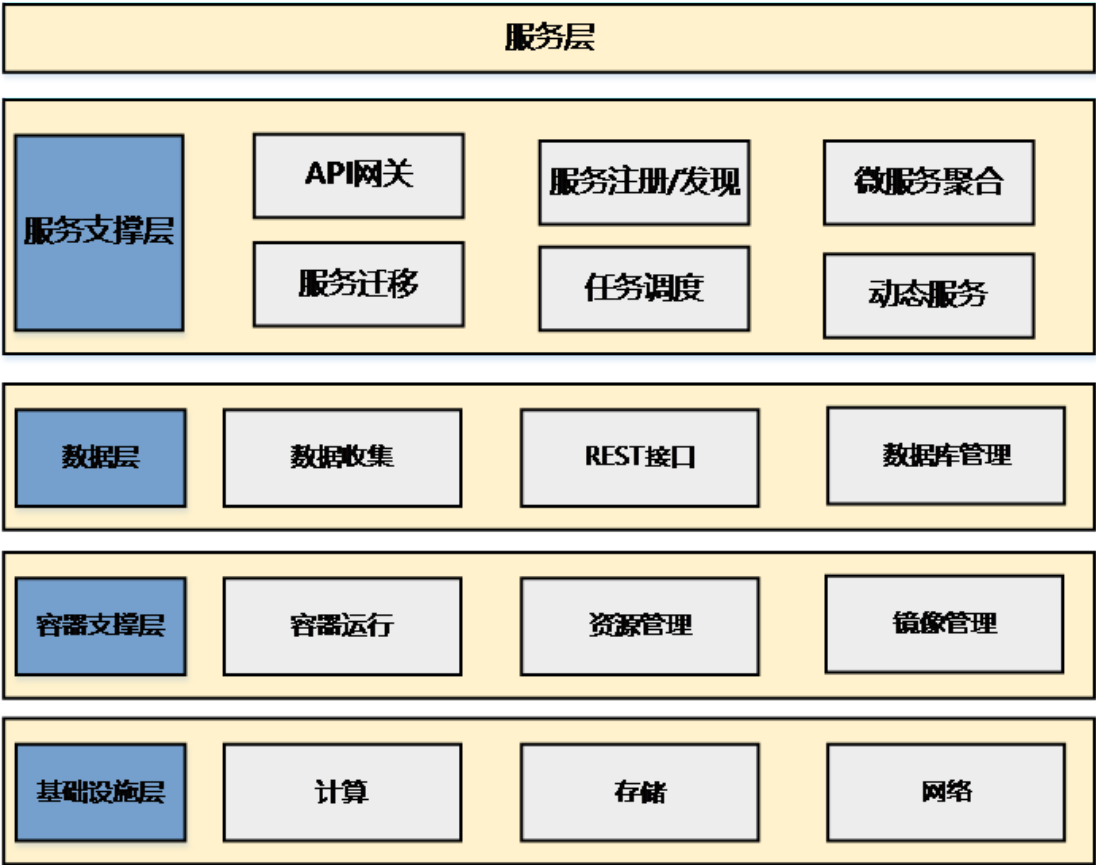 服务层
服务支撑层
API网关
服务注册/发现
微服务聚合
服务迁移
任务调度
动态服务
数据层
数据收集
REST接口
数据库管理
容器支撑层
容器运行
资源管理
镜像管理
基础设施层
计算
存储
网络